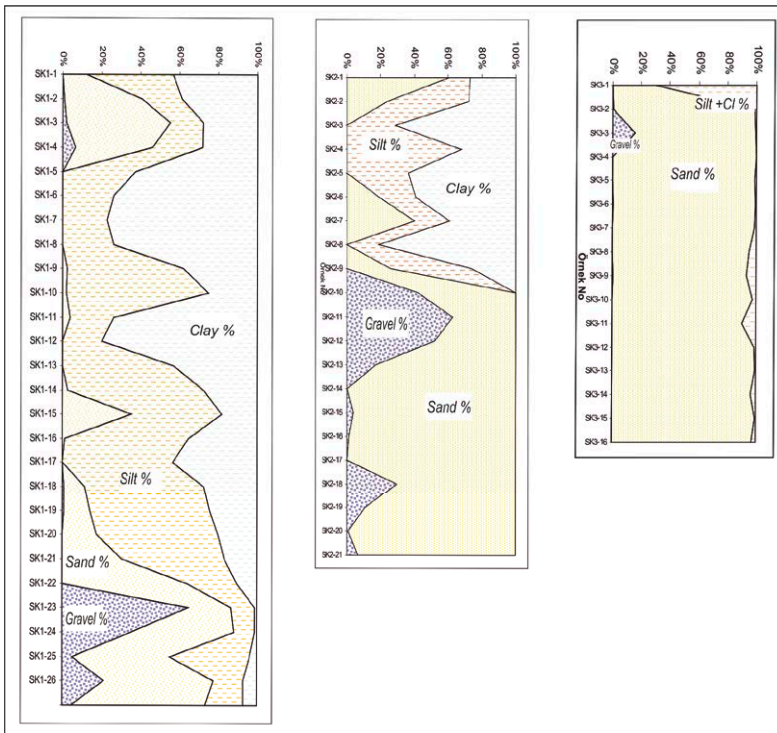 0%
20%
40%
60%
80%
100%
SK1-1
SK1-2
SK1-3
SK1-4
SK1-5
SK1-6
SK1-7
SK1-8
SK1-9
SK1-10
SK1-11
SK1-12
SK1-13
SK1-14
SK1-15
SK1-16
SK1-17
SK1-18
SK1-19
SK1-20
SK1-21
SK1-22
SK1-23
SK1-24
SK1-25
SK1-26
Clay %
Silt %
Sand %
Gravel %
0%
20%
40%
60%
80%
100%
SK2-1
SK2-2
SK2-3
SK2-4
SK2-5
SK2-6
SK2-7
SK2-8
SK2-9
SK2-10
SK2-11
SK2-12
SK2-13
SK2-14
SK2-15
SK2-16
SK2-17
SK2-18
SK2-19
SK2-20
SK2-21
Örnek No
Silt %
Clay %
Gravel %
Sand %
0%
20%
40%
60%
80%
100%
SK3-1
SK3-2
SK3-3
SK3-4
SK3-5
SK3-6
SK3-7
SK3-8
SK3-9
SK3-10
SK3-11
SK3-12
SK3-13
SK3-14
SK3-15
SK3-16
Örnek No
Silt +Cl %
Gravel %
Sand %